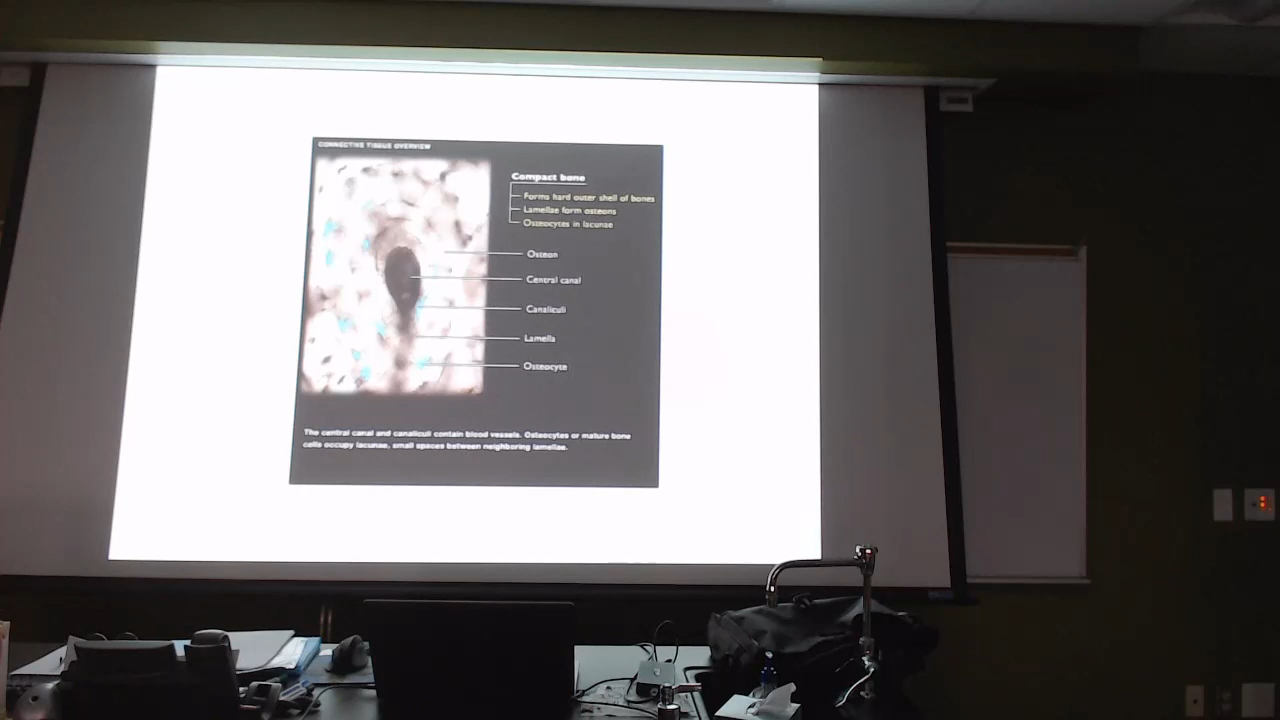 CONNECTIVE TISSUE OVERVIEW
Compact bone
Forms hard outer shell of bones
Lamellae form osteons
Osteocytes in lacunae
Osteon
Central canal
Canaliculi
Lamella
Osteocyte
The central canal and canaliculi contain blood vessels. Osteocytes or mature bone
cells occupy lacunae, small spaces between neighboring lamellae.